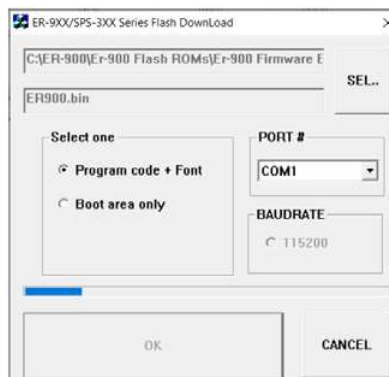 ER-9XX/SPS-3XX Series Flash DownLoad
C:\ER-900\Er-900 Flash ROMs\Er-900 Firmware E
SEL..
ER900.bin
Select one
Program code + Font
Boot area only
PORT #
COM1
BAUDRATE
115200
OK
CANCEL